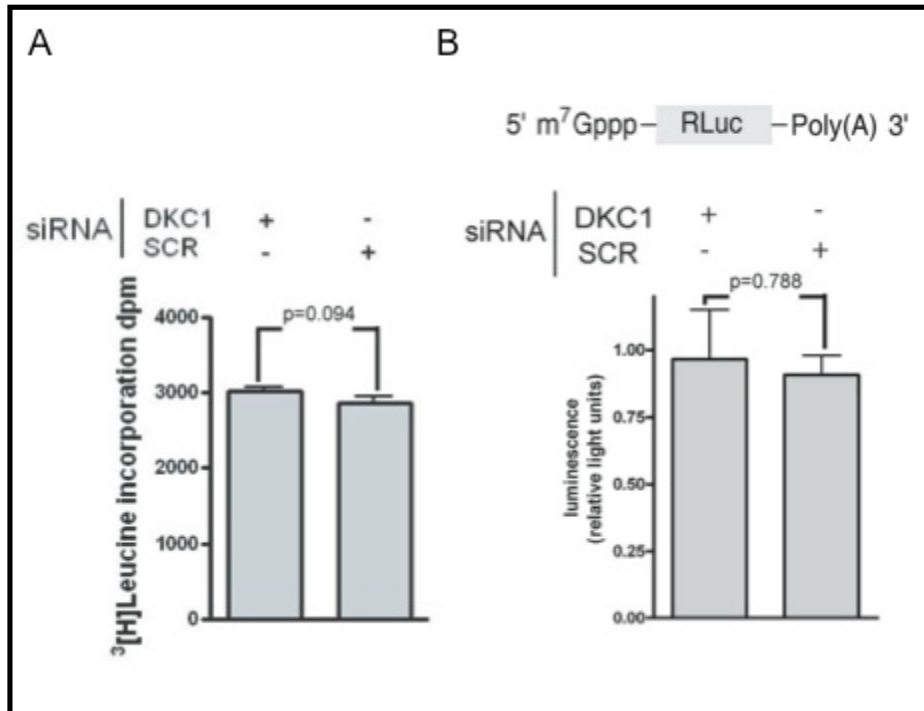 A
siRNA
DKC1 + -
SCR - +
p=0.094
³[H]Leucine incorporation dpm
4000
3000
2000
1000
0
B
5' m⁷Gppp RLuc Poly(A) 3'
siRNA
DKC1 + -
SCR - +
p=0.788
luminescence
(relative light units)
1.00
0.75
0.50
0.25
0.00